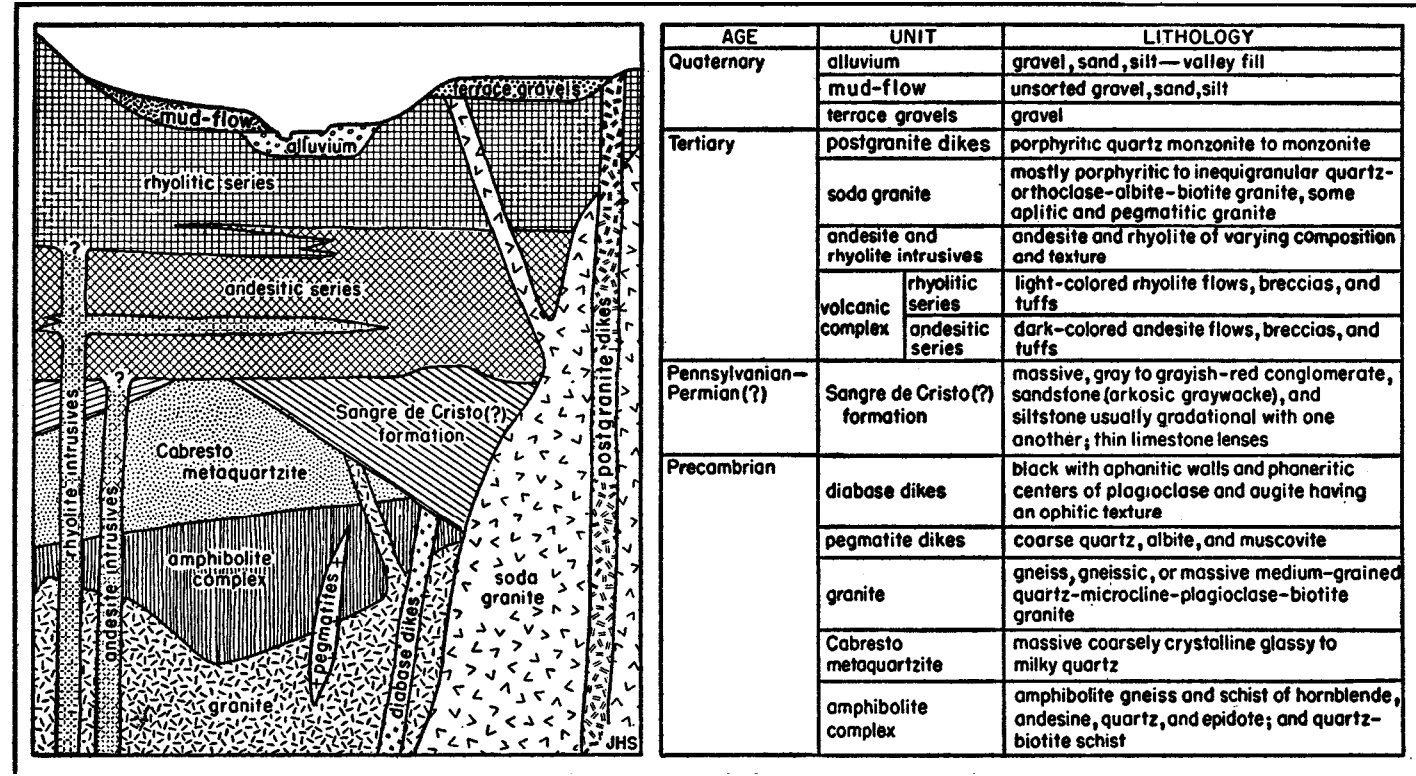 terrace gravels
mud-flow
alluvium
rhyolitic series
?
andesitic series
?
Sangre de Cristo(?)
formation
Cabresto
metaquartzite
amphibolite
complex
granite
rhyolite intrusives
andesite intrusives
pegmatites
diabase dikes
soda
granite
postgranite dikes
JHS
AGE UNIT LITHOLOGY
Quaternary alluvium gravel, sand, silt—valley fill
mud-flow unsorted gravel, sand, silt
terrace gravels gravel
Tertiary postgranite dikes porphyritic quartz monzonite to monzonite
soda granite
mostly porphyritic to inequigranular quartz-
orthoclase-albite-biotite granite, some
aplitic and pegmatitic granite
andesite and
rhyolite intrusives
andesite and rhyolite of varying composition
and texture
volcanic
complex
rhyolitic
series
light-colored rhyolite flows, breccias, and
tuffs
andesitic
series
dark-colored andesite flows, breccias, and
tuffs
Pennsylvanian—
Permian(?)
Sangre de Cristo(?)
formation
massive, gray to grayish-red conglomerate,
sandstone (arkosic graywacke), and
siltstone usually gradational with one
another; thin limestone lenses
Precambrian
diabase dikes
black with aphanitic walls and phaneritic
centers of plagioclase and augite having
an ophitic texture
pegmatite dikes coarse quartz, albite, and muscovite
granite
gneiss, gneissic, or massive medium-grained
quartz-microcline-plagioclase-biotite
granite
Cabresto
metaquartzite
massive coarsely crystalline glassy to
milky quartz
amphibolite
complex
amphibolite gneiss and schist of hornblende,
andesine, quartz, and epidote; and quartz-
biotite schist